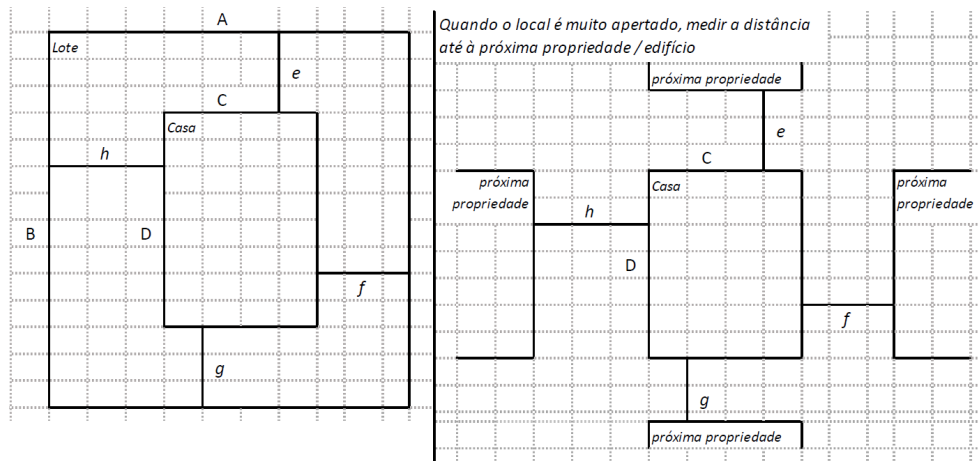 A
Lote
e
C
Casa
h
B
D
f
g
Quando o local é muito apertado, medir a distância
até à próxima propriedade / edifício
próxima propriedade
e
C
próxima
propriedade
Casa
próxima
propriedade
h
D
f
g
próxima propriedade